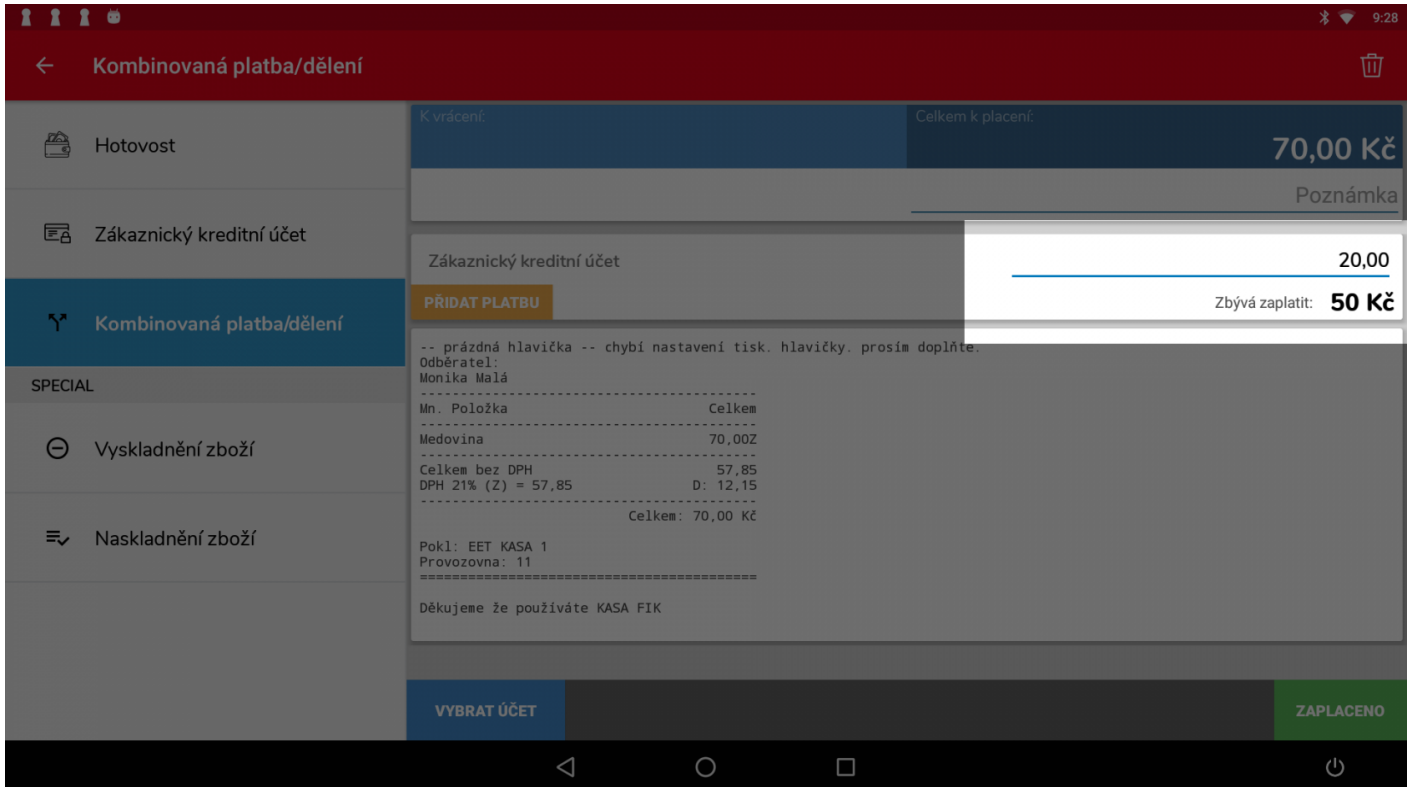 9:28
Kombinovaná platba/dělení
Hotovost
Zákaznický kreditní účet
Kombinovaná platba/dělení
SPECIAL
Vyskladnění zboží
Naskladnění zboží
K vrácení:
Celkem k placení:
70,00 Kč
Poznámka
Zákaznický kreditní účet
20,00
PŘIDAT PLATBU
Zbývá zaplatit: 50 Kč
-- prázdná hlavička -- chybí nastavení tisk. hlavičky. prosím doplňte.
Odběratel:
Monika Malá
------------------------------------------
Mn. Položka Celkem
------------------------------------------
Medovina 70,00Z
------------------------------------------
Celkem bez DPH 57,85
DPH 21% (Z) = 57,85 D: 12,15
------------------------------------------
Celkem: 70,00 Kč
Pokl: EET KASA 1
Provozovna: 11
==========================================
Děkujeme že používáte KASA FIK
VYBRAT ÚČET
ZAPLACENO